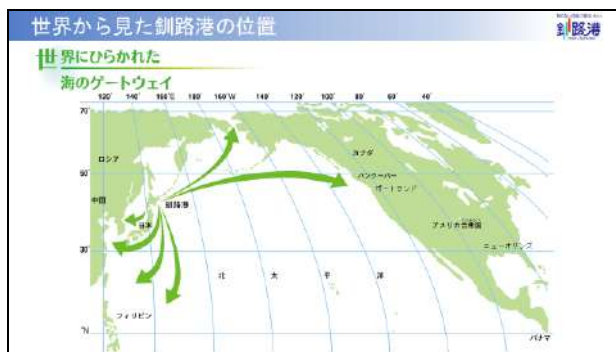 世界から見た釧路港の位置
釧路港
世界にひらかれた
海のゲートウェイ
120° 140° 160°E 160°W 140° 120° 100° 80° 60° 40°
70°
カナダ
ロシア
バンクーバー
ポートランド
中国
釧路港
日本
アメリカ合衆国
ニューオリンズ
30°
北 太 平 洋
フィリピン
°N
パナマ